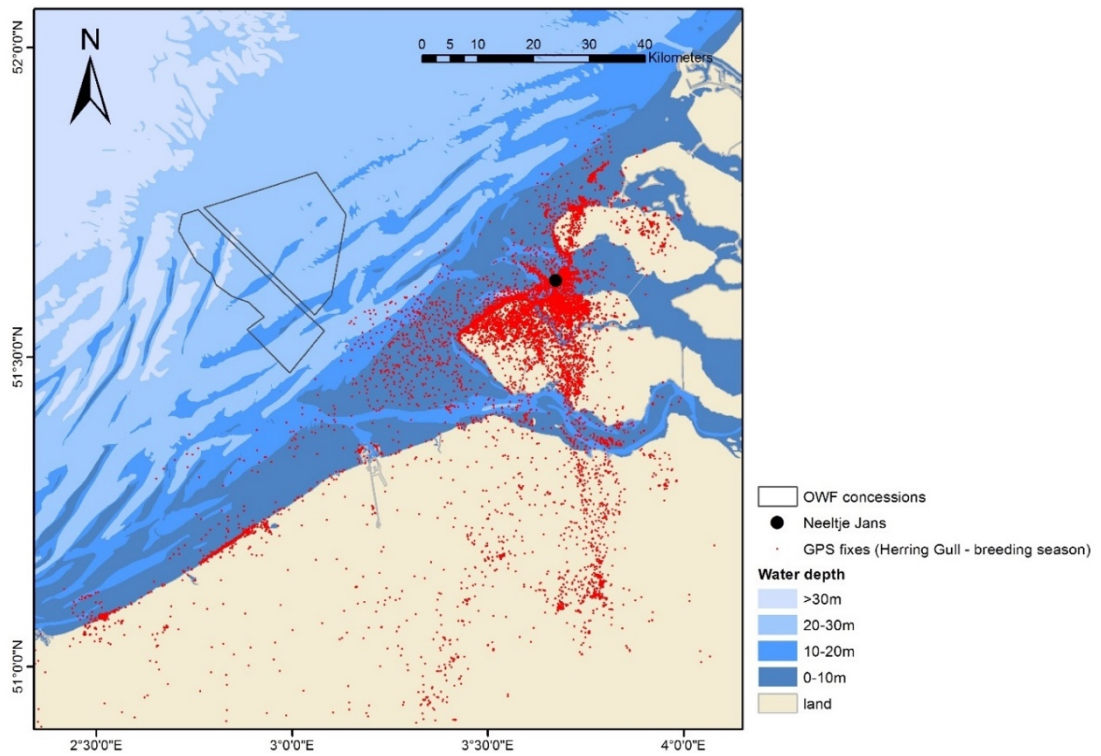 N
0 5 10 20 30 40
Kilometers
52°0'0"N
51°30'0"N
51°0'0"N
2°30'0"E 3°0'0"E 3°30'0"E 4°0'0"E
OWF concessions
Neeltje Jans
GPS fixes (Herring Gull - breeding season)
Water depth
>30m
20-30m
10-20m
0-10m
land